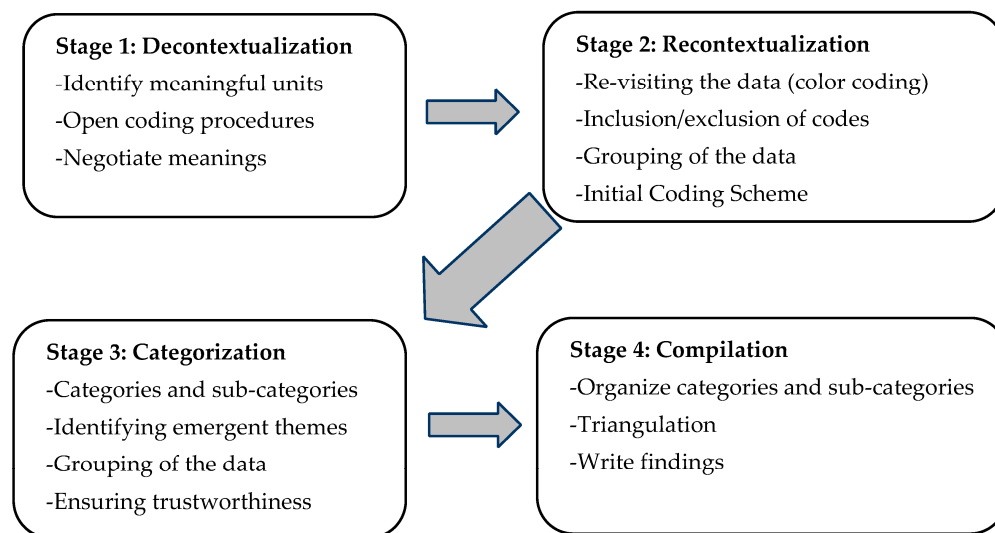 Stage 1: Decontextualization
-Identify meaningful units
-Open coding procedures
-Negotiate meanings
Stage 2: Recontextualization
-Re-visiting the data (color coding)
-Inclusion/exclusion of codes
-Grouping of the data
-Initial Coding Scheme
Stage 3: Categorization
-Categories and sub-categories
-Identifying emergent themes
-Grouping of the data
-Ensuring trustworthiness
Stage 4: Compilation
-Organize categories and sub-categories
-Triangulation
-Write findings